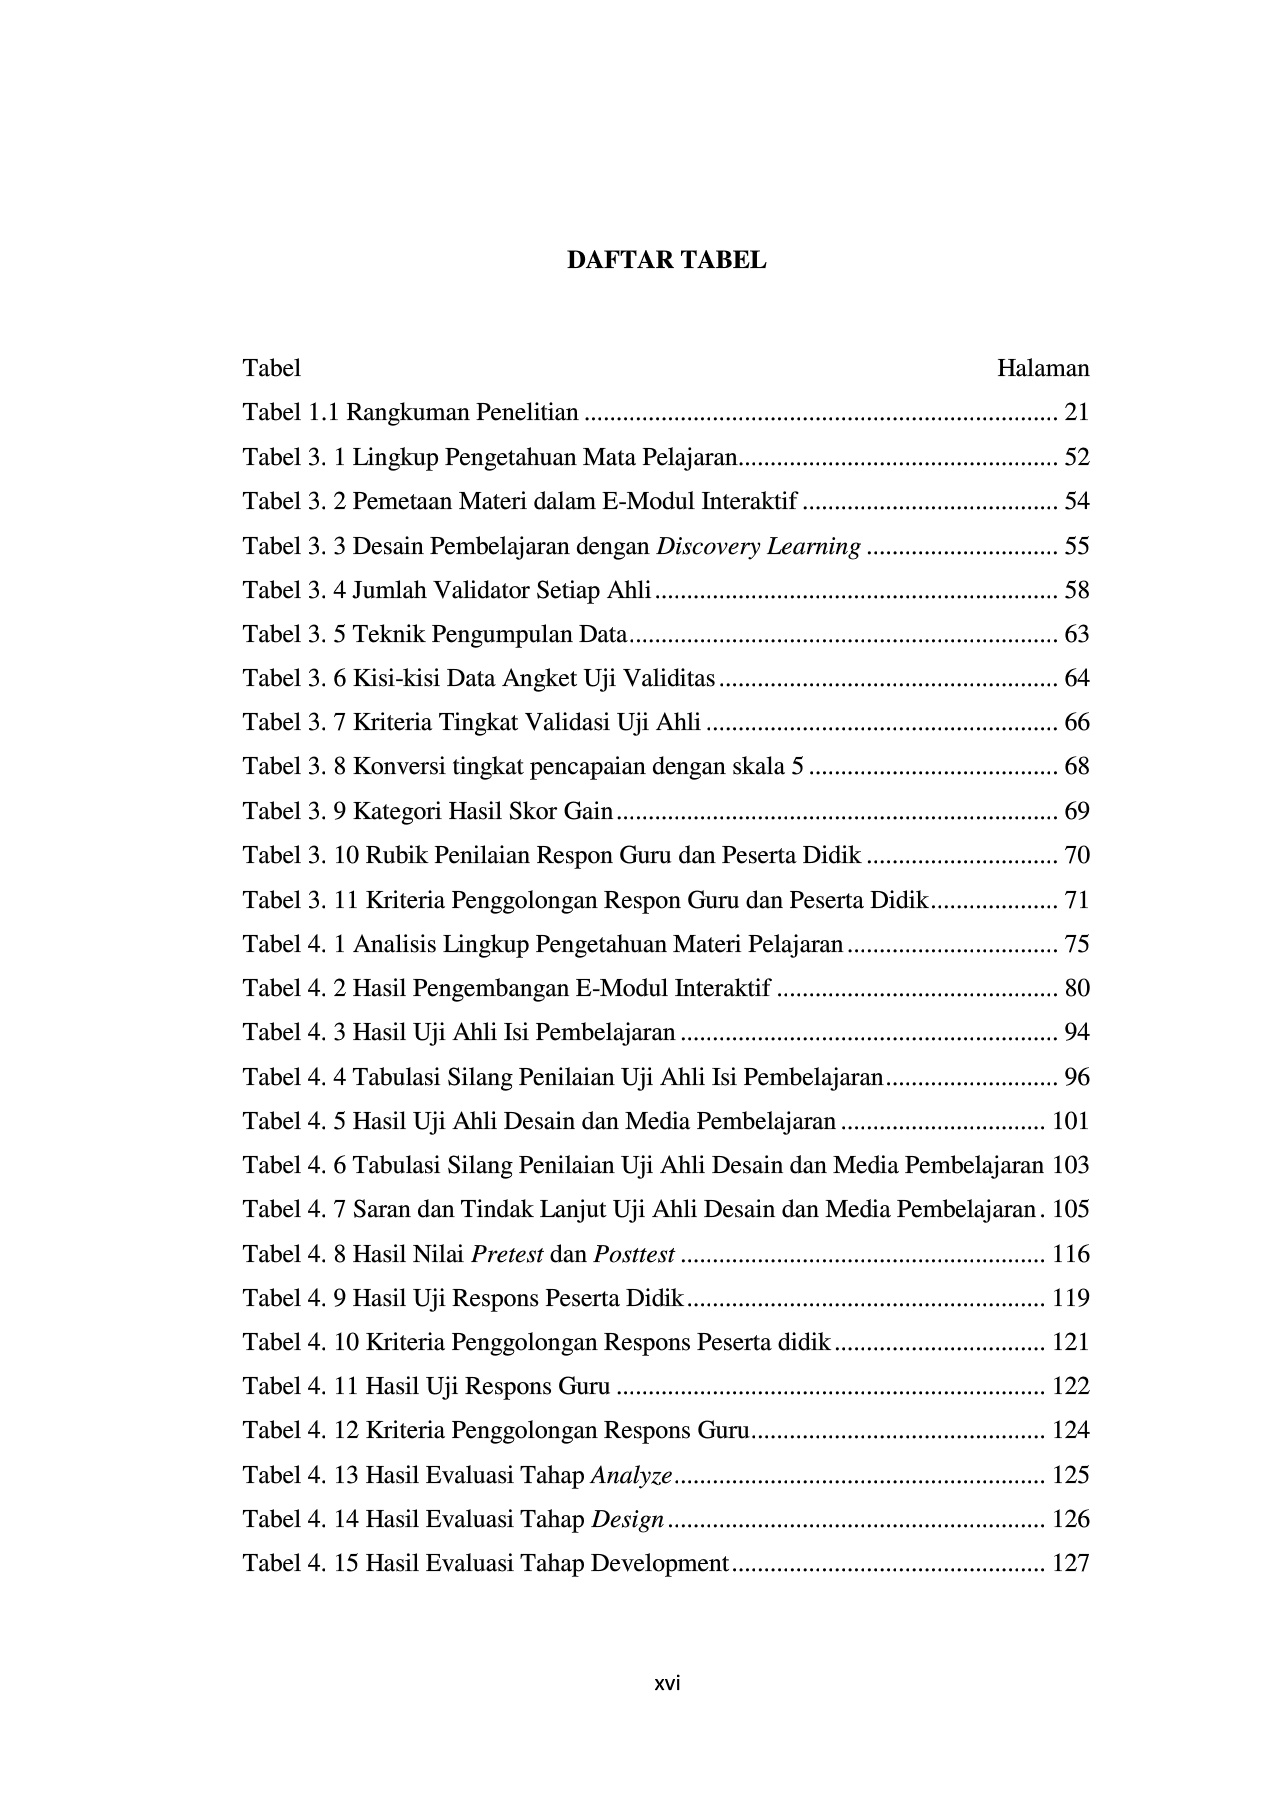 DAFTAR TABEL
Tabel Halaman
Tabel 1.1 Rangkuman Penelitian .......................................................................... 21
Tabel 3. 1 Lingkup Pengetahuan Mata Pelajaran.................................................. 52
Tabel 3. 2 Pemetaan Materi dalam E-Modul Interaktif ........................................ 54
Tabel 3. 3 Desain Pembelajaran dengan Discovery Learning .............................. 55
Tabel 3. 4 Jumlah Validator Setiap Ahli ............................................................... 58
Tabel 3. 5 Teknik Pengumpulan Data................................................................... 63
Tabel 3. 6 Kisi-kisi Data Angket Uji Validitas ..................................................... 64
Tabel 3. 7 Kriteria Tingkat Validasi Uji Ahli ....................................................... 66
Tabel 3. 8 Konversi tingkat pencapaian dengan skala 5 ....................................... 68
Tabel 3. 9 Kategori Hasil Skor Gain ..................................................................... 69
Tabel 3. 10 Rubik Penilaian Respon Guru dan Peserta Didik .............................. 70
Tabel 3. 11 Kriteria Penggolongan Respon Guru dan Peserta Didik.................... 71
Tabel 4. 1 Analisis Lingkup Pengetahuan Materi Pelajaran ................................. 75
Tabel 4. 2 Hasil Pengembangan E-Modul Interaktif ............................................ 80
Tabel 4. 3 Hasil Uji Ahli Isi Pembelajaran ........................................................... 94
Tabel 4. 4 Tabulasi Silang Penilaian Uji Ahli Isi Pembelajaran........................... 96
Tabel 4. 5 Hasil Uji Ahli Desain dan Media Pembelajaran ................................ 101
Tabel 4. 6 Tabulasi Silang Penilaian Uji Ahli Desain dan Media Pembelajaran 103
Tabel 4. 7 Saran dan Tindak Lanjut Uji Ahli Desain dan Media Pembelajaran . 105
Tabel 4. 8 Hasil Nilai Pretest dan Posttest ......................................................... 116
Tabel 4. 9 Hasil Uji Respons Peserta Didik........................................................ 119
Tabel 4. 10 Kriteria Penggolongan Respons Peserta didik ................................. 121
Tabel 4. 11 Hasil Uji Respons Guru ................................................................... 122
Tabel 4. 12 Kriteria Penggolongan Respons Guru.............................................. 124
Tabel 4. 13 Hasil Evaluasi Tahap Analyze.......................................................... 125
Tabel 4. 14 Hasil Evaluasi Tahap Design ........................................................... 126
Tabel 4. 15 Hasil Evaluasi Tahap Development................................................. 127
xvi